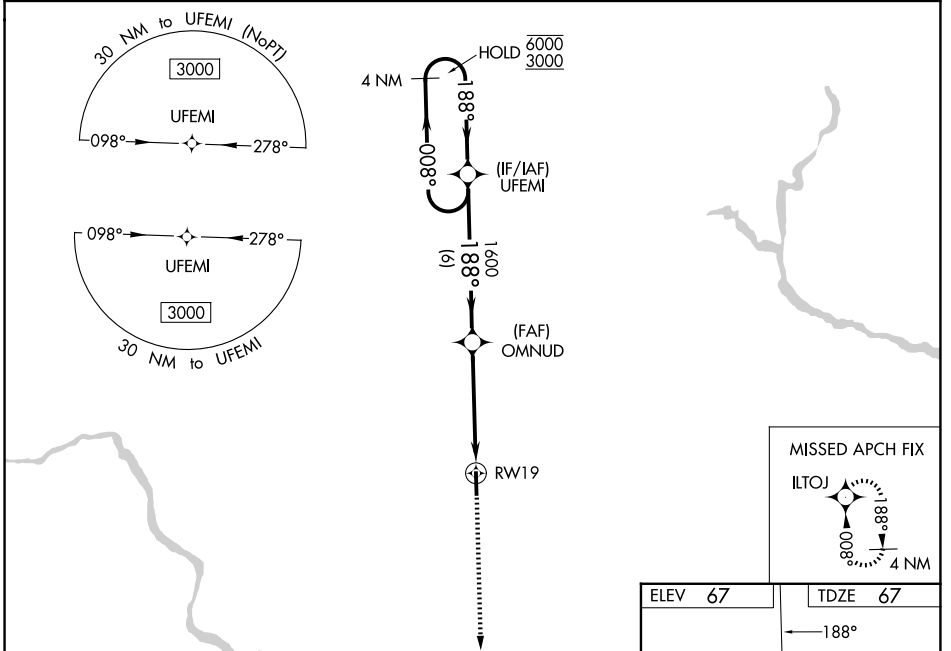 30 NM to UFEMI (NoPT)
3000
UFEMI
098°
278°
098°
278°
UFEMI
3000
30 NM to UFEMI
HOLD 6000
3000
4 NM
188°
008°
(IF/IAF)
UFEMI
1600
188°
(6)
(FAF)
OMNUD
RW19
MISSED APCH FIX
ILTOJ
188°
008°
4 NM
ELEV 67
TDZE 67
188°